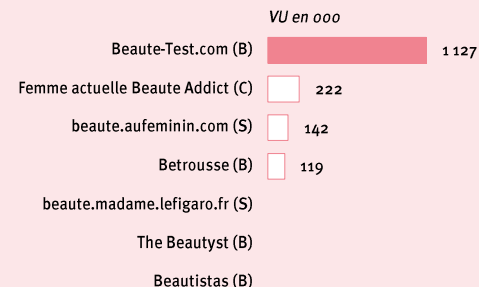 VU en 000
Beaute-Test.com (B) 1 127
Femme actuelle Beaute Addict (C) 222
beaute.aufeminin.com (S) 142
Betrousse (B) 119
beaute.madame.lefigaro.fr (S)
The Beautyst (B)
Beautistas (B)